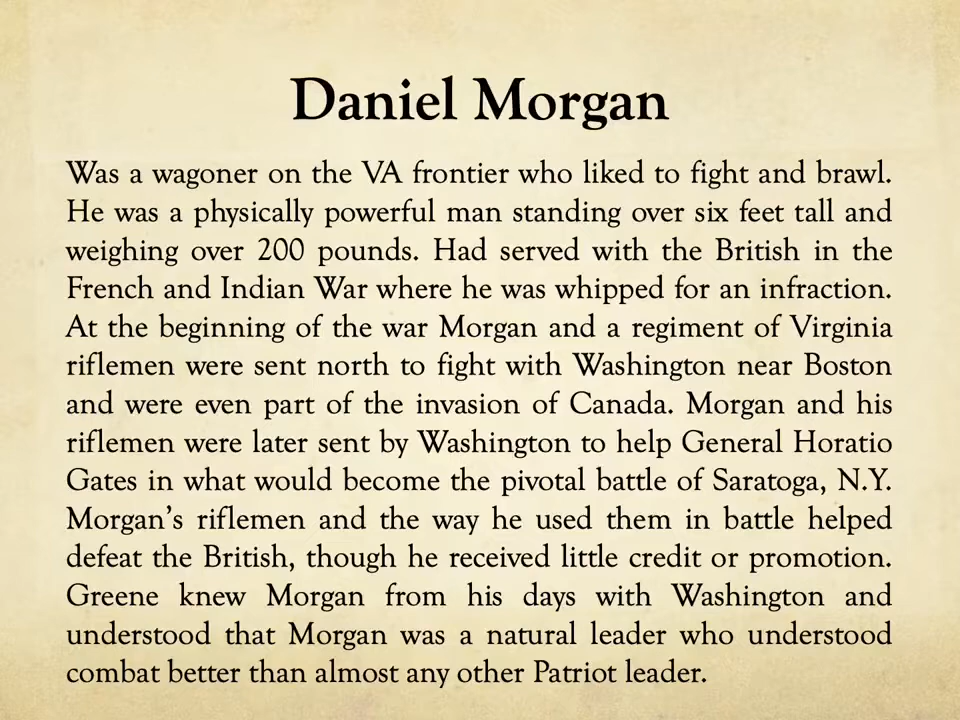 Daniel Morgan
Was a wagoner on the VA frontier who liked to fight and brawl.
He was a physically powerful man standing over six feet tall and
weighing over 200 pounds. Had served with the British in the
French and Indian War where he was whipped for an infraction.
At the beginning of the war Morgan and a regiment of Virginia
riflemen were sent north to fight with Washington near Boston
and were even part of the invasion of Canada. Morgan and his
riflemen were later sent by Washington to help General Horatio
Gates in what would become the pivotal battle of Saratoga, N.Y.
Morgan’s riflemen and the way he used them in battle helped
defeat the British, though he received little credit or promotion.
Greene knew Morgan from his days with Washington and
understood that Morgan was a natural leader who understood
combat better than almost any other Patriot leader.